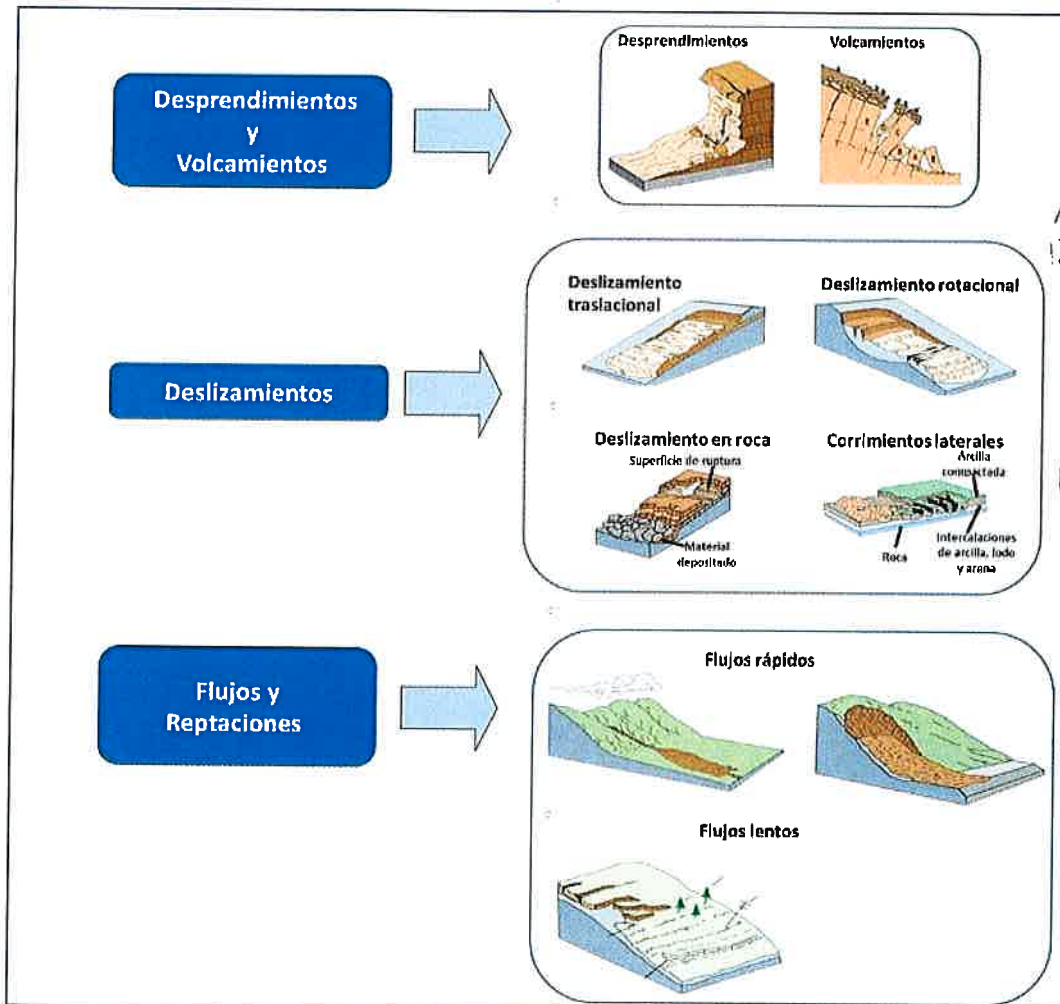 Desprendimientos
y
Volcamientos
Desprendimientos
Volcamientos
Deslizamientos
Deslizamiento
traslacional
Deslizamiento rotacional
Deslizamiento en roca
Superficie de ruptura
Material
depositado
Corrimientos laterales
Arcilla
compactada
Roca
Intercalaciones
de arcilla, lodo
y arena
Flujos y
Reptaciones
Flujos rápidos
Flujos lentos